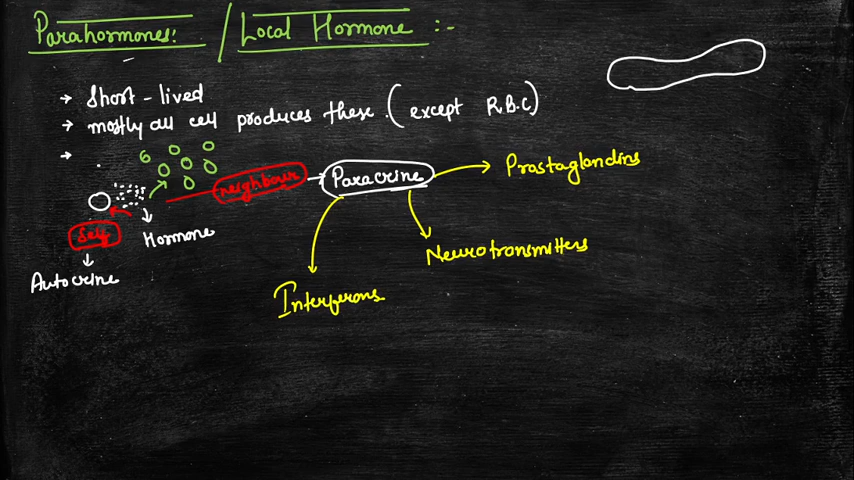 Parahormones: / Local Hormone :-
→ Short-lived
→ mostly all cell produces these. (except R.B.C)
→ .
neighbour → Paracrine → Prostaglandins
Self Hormone
Neurotransmitters
Autocrine
Interferons